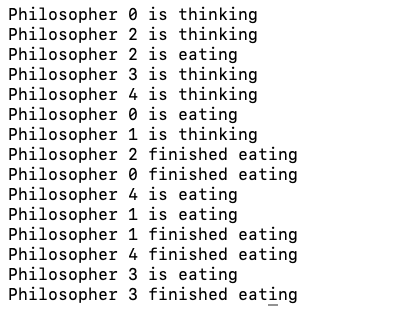 Philosopher 0 is thinking
Philosopher 2 is thinking
Philosopher 2 is eating
Philosopher 3 is thinking
Philosopher 4 is thinking
Philosopher 0 is eating
Philosopher 1 is thinking
Philosopher 2 finished eating
Philosopher 0 finished eating
Philosopher 4 is eating
Philosopher 1 is eating
Philosopher 1 finished eating
Philosopher 4 finished eating
Philosopher 3 is eating
Philosopher 3 finished eating